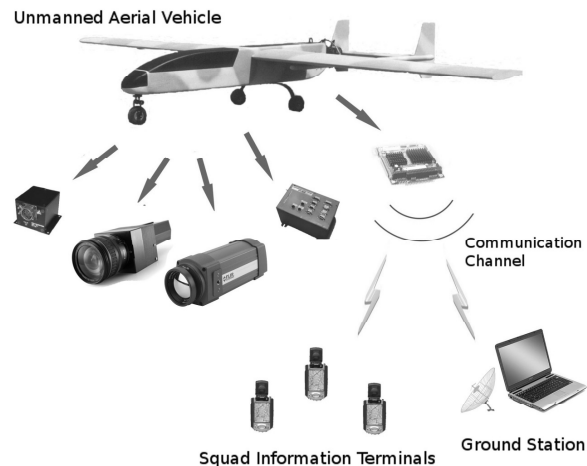 Unmanned Aerial Vehicle
Communication
Channel
Squad Information Terminals
Ground Station